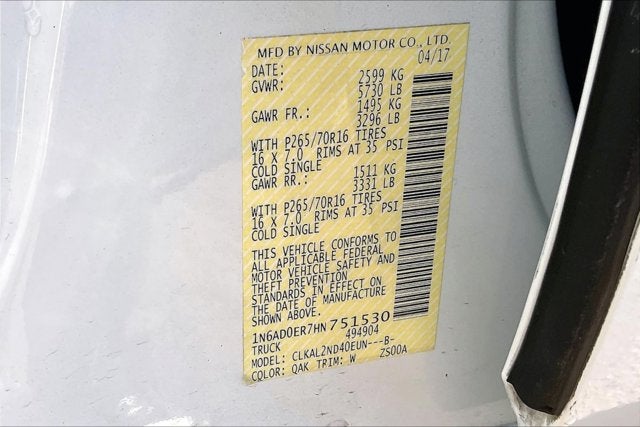 MFD BY NISSAN MOTOR CO., LTD.
DATE: 04/17
GVWR: 2599 KG
5730 LB
GAWR FR.: 1495 KG
3296 LB
WITH P265/70R16 TIRES
16 X 7.0 RIMS AT 35 PSI
COLD SINGLE
GAWR RR.: 1511 KG
3331 LB
WITH P265/70R16 TIRES
16 X 7.0 RIMS AT 35 PSI
COLD SINGLE
THIS VEHICLE CONFORMS TO
ALL APPLICABLE FEDERAL
MOTOR VEHICLE SAFETY AND
THEFT PREVENTION
STANDARDS IN EFFECT ON
THE DATE OF MANUFACTURE
SHOWN ABOVE.
1N6AD0ER7HN751530
TRUCK 494904
MODEL: CLKAL2ND40EUN---B-
COLOR: QAK TRIM: W ZS00A